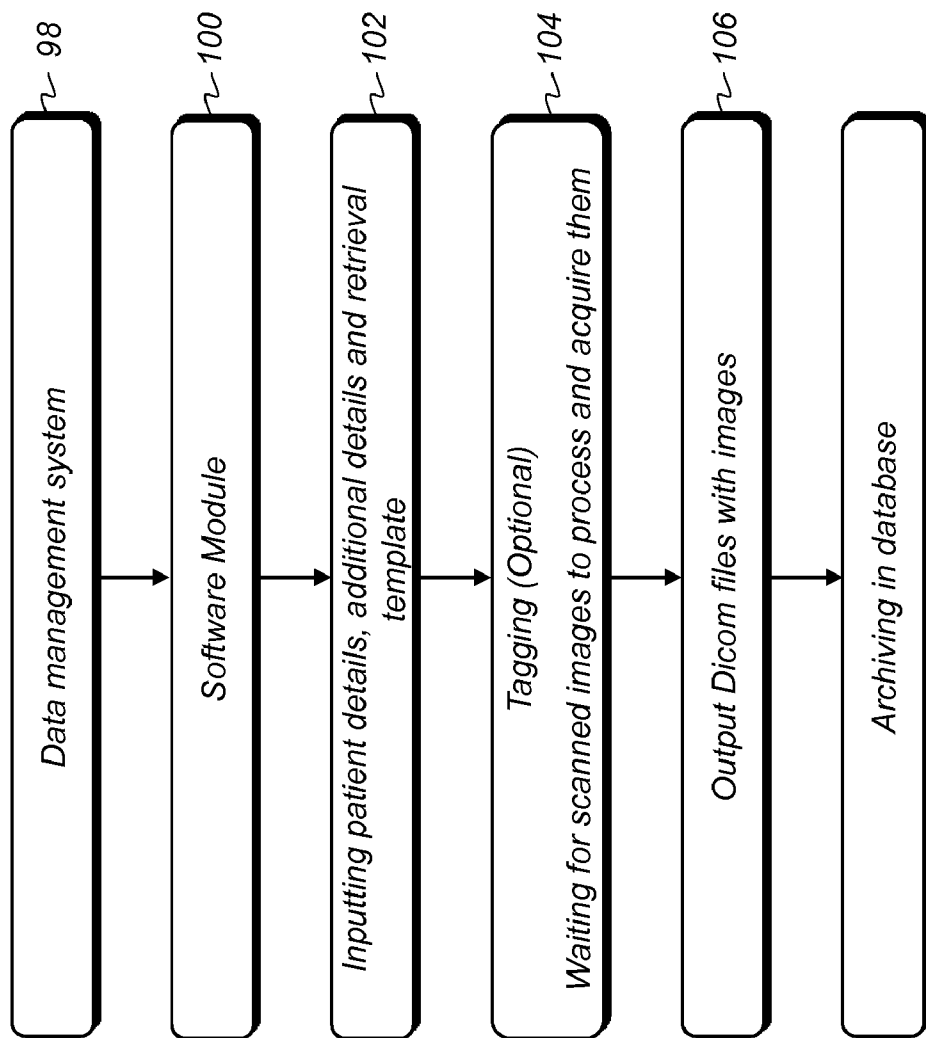 Data management system
98
Software Module
100
Inputting patient details, additional details and retrieval
template
102
Tagging (Optional)
Waiting for scanned images to process and acquire them
104
Output Dicom files with images
106
Archiving in database